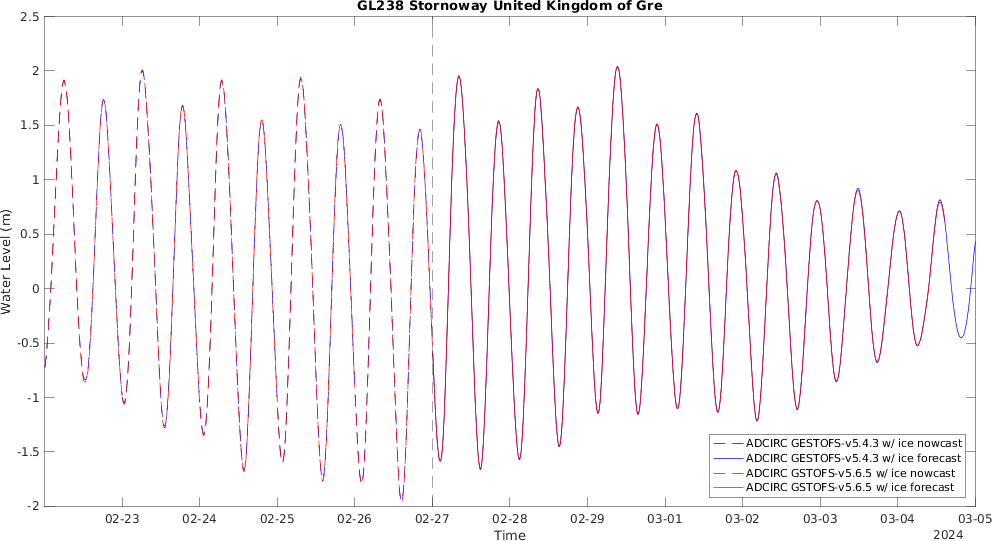 GL238 Stornoway United Kingdom of Gre
Water Level (m)
2.5
2
1.5
1
0.5
0
-0.5
-1
-1.5
-2
ADCIRC GESTOFS-v5.4.3 w/ ice nowcast
ADCIRC GESTOFS-v5.4.3 w/ ice forecast
ADCIRC GSTOFS-v5.6.5 w/ ice nowcast
ADCIRC GSTOFS-v5.6.5 w/ ice forecast
02-23 02-24 02-25 02-26 02-27 02-28 02-29 03-01 03-02 03-03 03-04 03-05
Time
2024